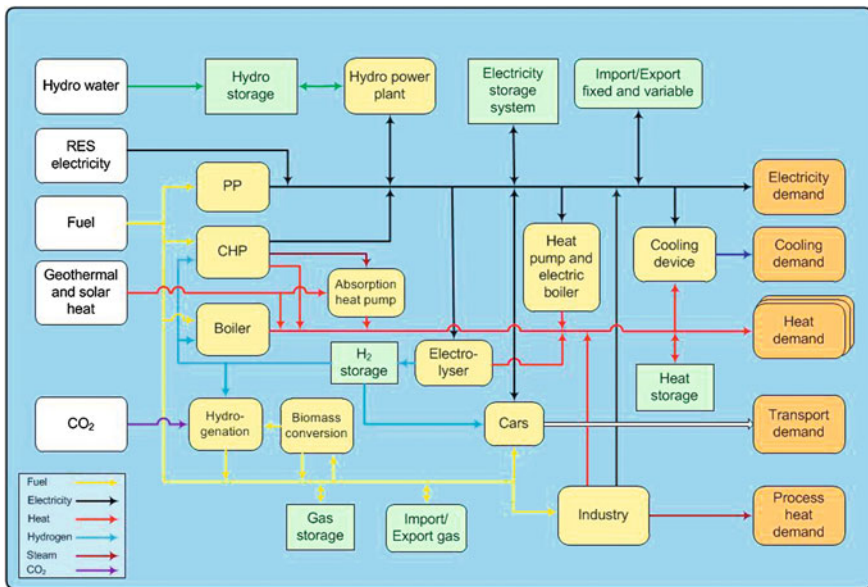 Hydro water
Hydro
storage
Hydro power
plant
Electricity
storage
system
Import/Export
fixed and variable
RES
electricity
PP
Electricity
demand
Fuel
CHP
Heat
pump and
electric
boiler
Cooling
device
Cooling
demand
Geothermal
and solar
heat
Absorption
heat pump
Boiler
H₂
storage
Electro-
lyser
Heat
demand
Heat
storage
CO₂
Hydro-
genation
Biomass
conversion
Cars
Transport
demand
Fuel
Electricity
Heat
Hydrogen
Steam
CO₂
Gas
storage
Import/
Export gas
Industry
Process
heat demand